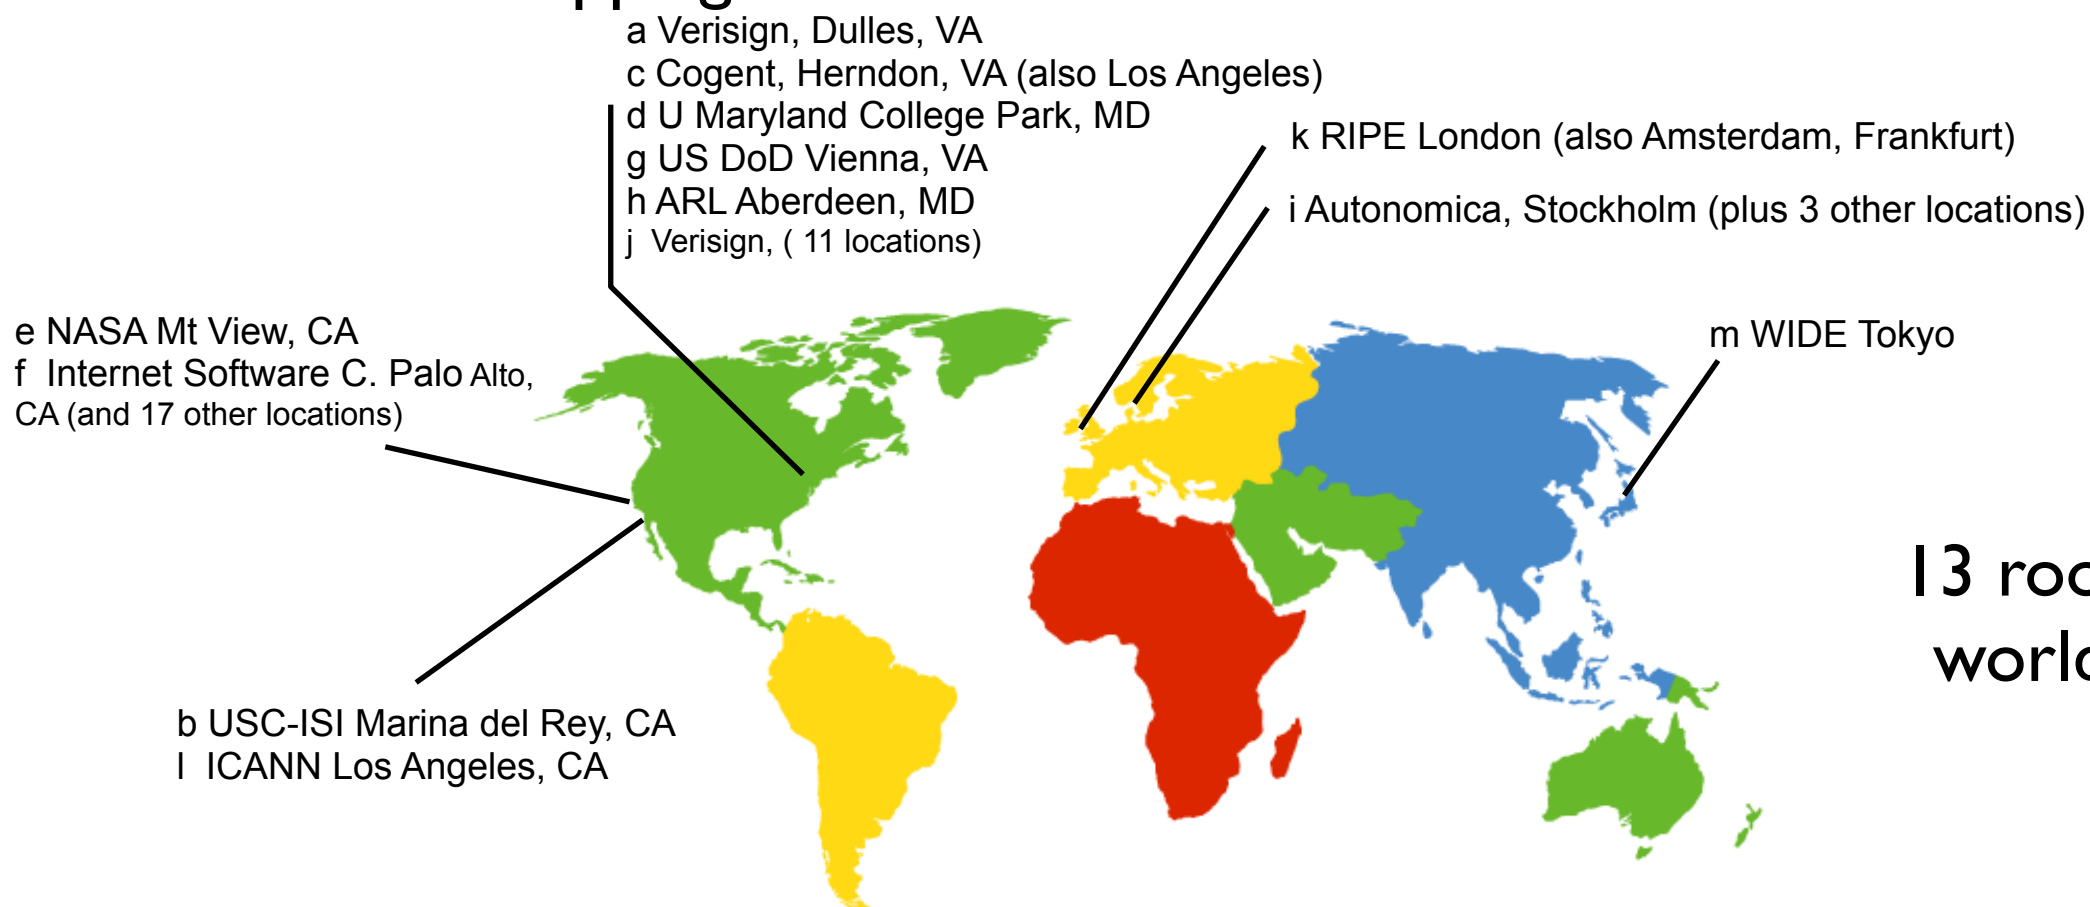 a Verisign, Dulles, VA
c Cogent, Herndon, VA (also Los Angeles)
d U Maryland College Park, MD
g US DoD Vienna, VA
h ARL Aberdeen, MD
j Verisign, ( 11 locations)
k RIPE London (also Amsterdam, Frankfurt)
i Autonomica, Stockholm (plus 3 other locations)
e NASA Mt View, CA
f Internet Software C. Palo Alto,
CA (and 17 other locations)
m WIDE Tokyo
13
b USC-ISI Marina del Rey, CA
l ICANN Los Angeles, CA